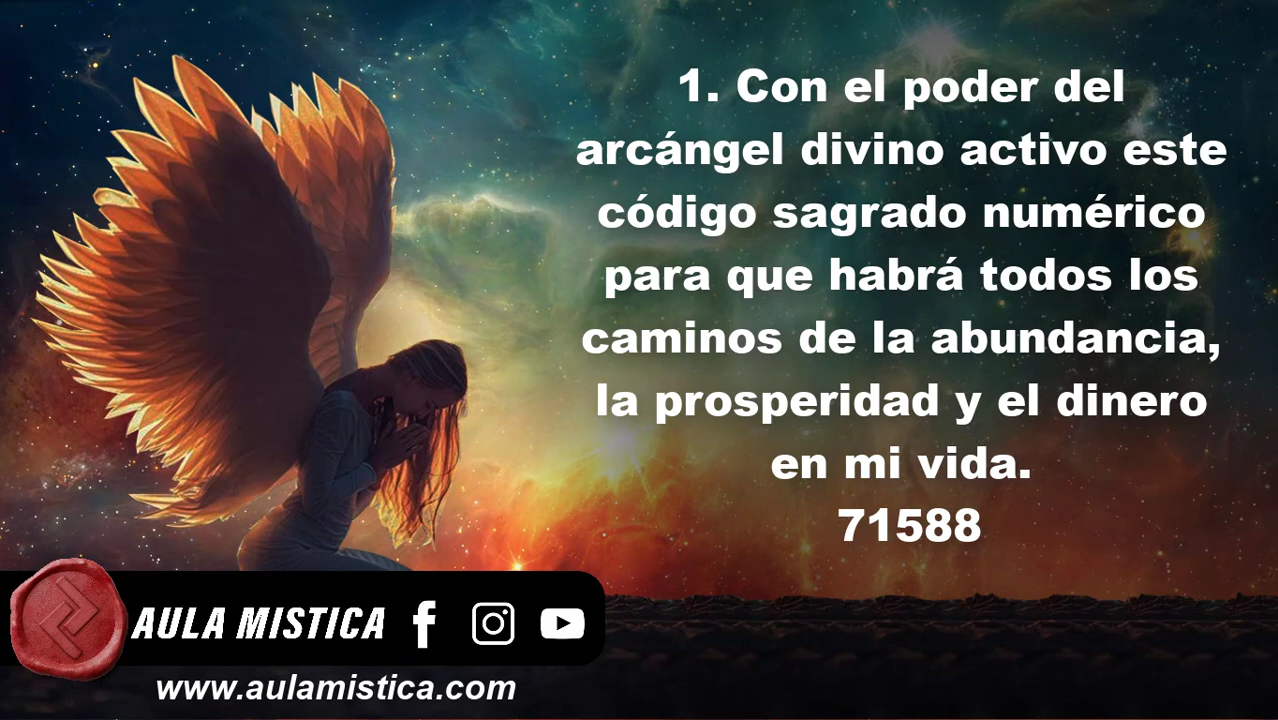 1. Con el poder del
arcángel divino activo este
código sagrado numérico
para que habrá todos los
caminos de la abundancia,
la prosperidad y el dinero
en mi vida.
71588
AULA MISTICA
www.aulamistica.com